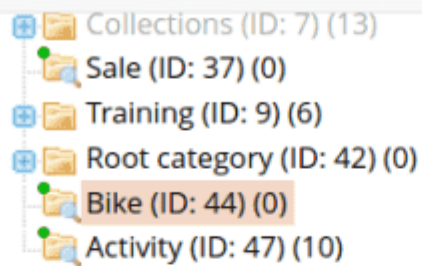 Collections (ID: 7) (13)
Sale (ID: 37) (0)
Training (ID: 9) (6)
Root category (ID: 42) (0)
Bike (ID: 44) (0)
Activity (ID: 47) (10)